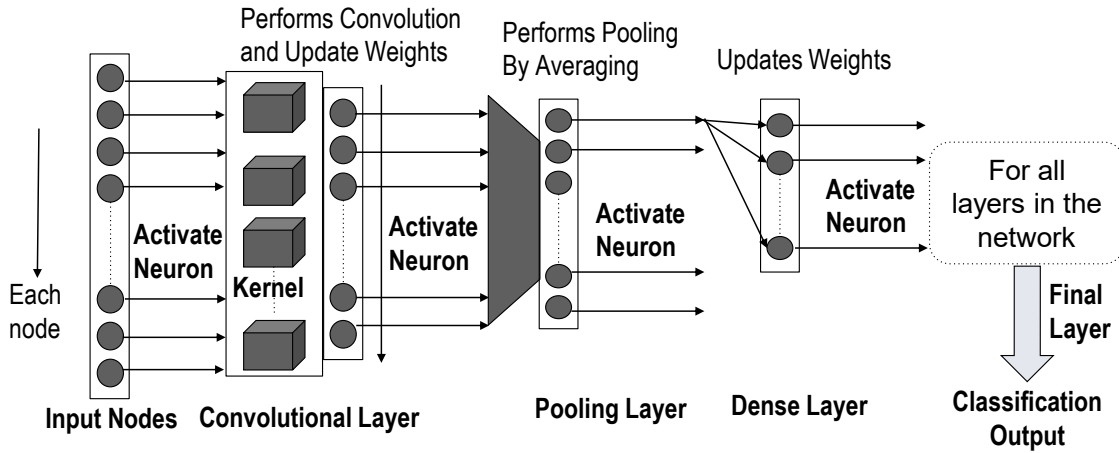 Performs Convolution
and Update Weights
Performs Pooling
By Averaging
Updates Weights
Each
node
Activate
Neuron
Kernel
Activate
Neuron
Activate
Neuron
Activate
Neuron
For all
layers in the
network
Final
Layer
Input Nodes
Convolutional Layer
Pooling Layer
Dense Layer
Classification
Output